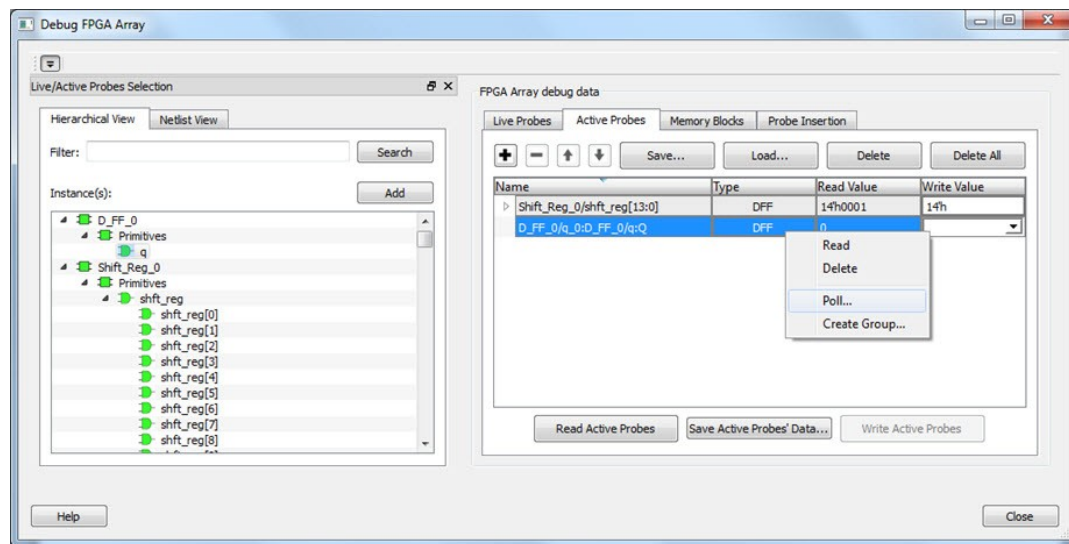 Debug FPGA Array
Live/Active Probes Selection
Hierarchical View Netlist View
Filter: Search
Instance(s): Add
D_FF_0
Primitives
q
Shift_Reg_0
Primitives
shft_reg
shft_reg[0]
shft_reg[1]
shft_reg[2]
shft_reg[3]
shft_reg[4]
shft_reg[5]
shft_reg[6]
shft_reg[7]
shft_reg[8]
FPGA Array debug data
Live Probes Active Probes Memory Blocks Probe Insertion
Save... Load... Delete Delete All
Name Type Read Value Write Value
Shift_Reg_0/shft_reg[13:0] DFF 14'h0001 14'h
D_FF_0/q_0:D_FF_0/q:Q DFF 0
Read
Delete
Poll...
Create Group...
Read Active Probes Save Active Probes' Data... Write Active Probes
Help Close